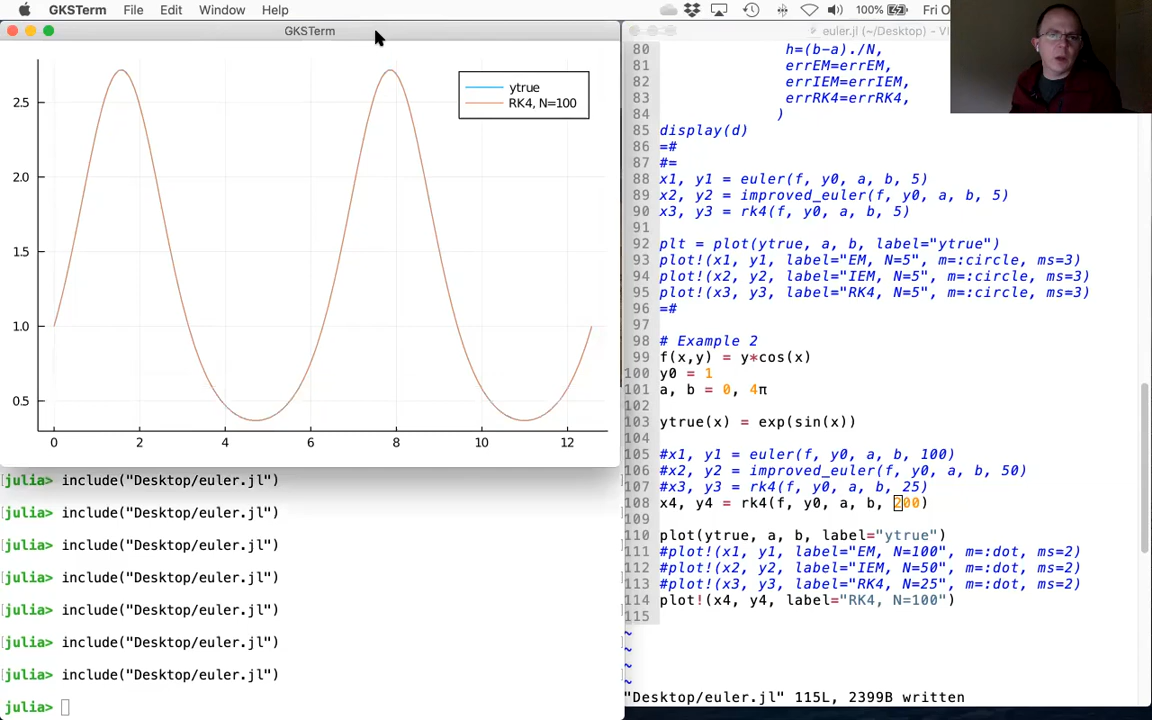 GKSTerm File Edit Window Help 100% Fri O
GKSTerm
ytrue
RK4, N=100
2.5
2.0
1.5
1.0
0.5
0 2 4 6 8 10 12
julia> include("Desktop/euler.jl")
julia> include("Desktop/euler.jl")
julia> include("Desktop/euler.jl")
julia> include("Desktop/euler.jl")
julia> include("Desktop/euler.jl")
julia> include("Desktop/euler.jl")
julia> include("Desktop/euler.jl")
julia>
euler.jl (~/Desktop) - VI
80 h=(b-a)./N,
81 errEM=errEM,
82 errIEM=errIEM,
83 errRK4=errRK4,
84 )
85 display(d)
86 =#
87 #=
88 x1, y1 = euler(f, y0, a, b, 5)
89 x2, y2 = improved_euler(f, y0, a, b, 5)
90 x3, y3 = rk4(f, y0, a, b, 5)
91
92 plt = plot(ytrue, a, b, label="ytrue")
93 plot!(x1, y1, label="EM, N=5", m=:circle, ms=3)
94 plot!(x2, y2, label="IEM, N=5", m=:circle, ms=3)
95 plot!(x3, y3, label="RK4, N=5", m=:circle, ms=3)
96 =#
97
98 # Example 2
99 f(x,y) = y*cos(x)
100 y0 = 1
101 a, b = 0, 4π
102
103 ytrue(x) = exp(sin(x))
104
105 #x1, y1 = euler(f, y0, a, b, 100)
106 #x2, y2 = improved_euler(f, y0, a, b, 50)
107 #x3, y3 = rk4(f, y0, a, b, 25)
108 x4, y4 = rk4(f, y0, a, b, 200)
109
110 plot(ytrue, a, b, label="ytrue")
111 #plot!(x1, y1, label="EM, N=100", m=:dot, ms=2)
112 #plot!(x2, y2, label="IEM, N=50", m=:dot, ms=2)
113 #plot!(x3, y3, label="RK4, N=25", m=:dot, ms=2)
114 plot!(x4, y4, label="RK4, N=100")
115
~
~
~
~
"Desktop/euler.jl" 115L, 2399B written